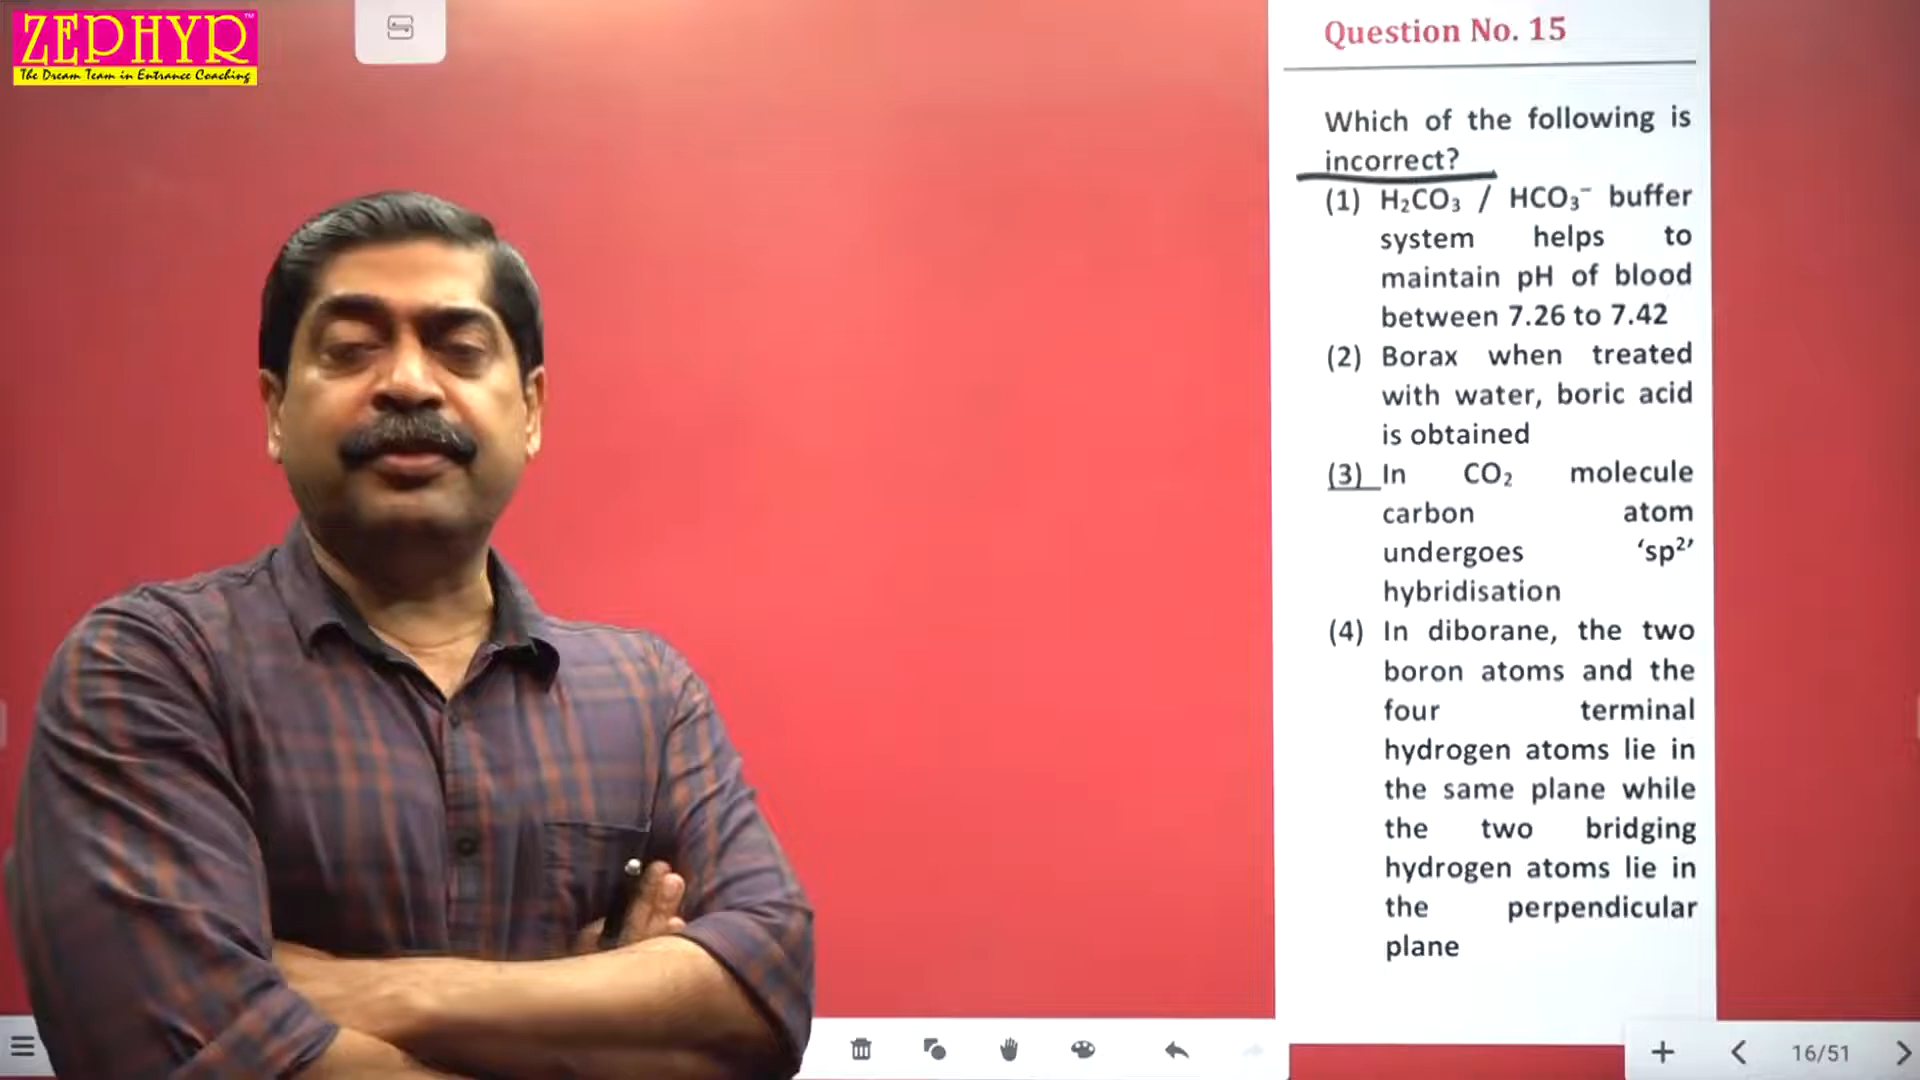 ZEPHYR™
The Dream Team in Entrance Coaching
Question No. 15
Which of the following is
incorrect?
(1) H₂CO₃ / HCO₃⁻ buffer
system helps to
maintain pH of blood
between 7.26 to 7.42
(2) Borax when treated
with water, boric acid
is obtained
(3) In CO₂ molecule
carbon atom
undergoes ‘sp²’
hybridisation
(4) In diborane, the two
boron atoms and the
four terminal
hydrogen atoms lie in
the same plane while
the two bridging
hydrogen atoms lie in
the perpendicular
plane
16/51